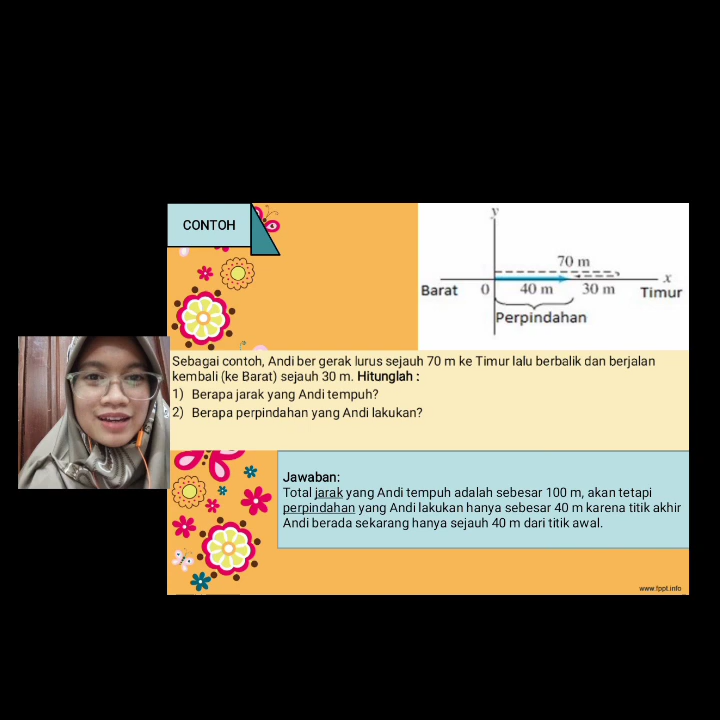 CONTOH
y
70 m
x
Barat 0 40 m 30 m Timur
Perpindahan
Sebagai contoh, Andi ber gerak lurus sejauh 70 m ke Timur lalu berbalik dan berjalan
kembali (ke Barat) sejauh 30 m. Hitunglah :
1) Berapa jarak yang Andi tempuh?
2) Berapa perpindahan yang Andi lakukan?
Jawaban:
Total jarak yang Andi tempuh adalah sebesar 100 m, akan tetapi
perpindahan yang Andi lakukan hanya sebesar 40 m karena titik akhir
Andi berada sekarang hanya sejauh 40 m dari titik awal.
www.fppt.info